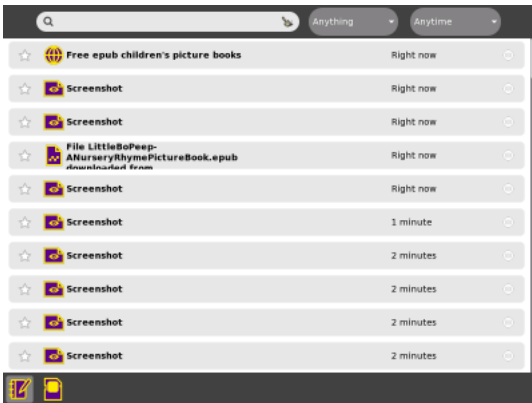 Anything
Anytime
Free epub children's picture books
Right now
Screenshot
Right now
Screenshot
Right now
File LittleBoPeep-
ANurseryRhymePictureBook.epub
downloaded from
Right now
Screenshot
Right now
Screenshot
1 minute
Screenshot
2 minutes
Screenshot
2 minutes
Screenshot
2 minutes
Screenshot
2 minutes